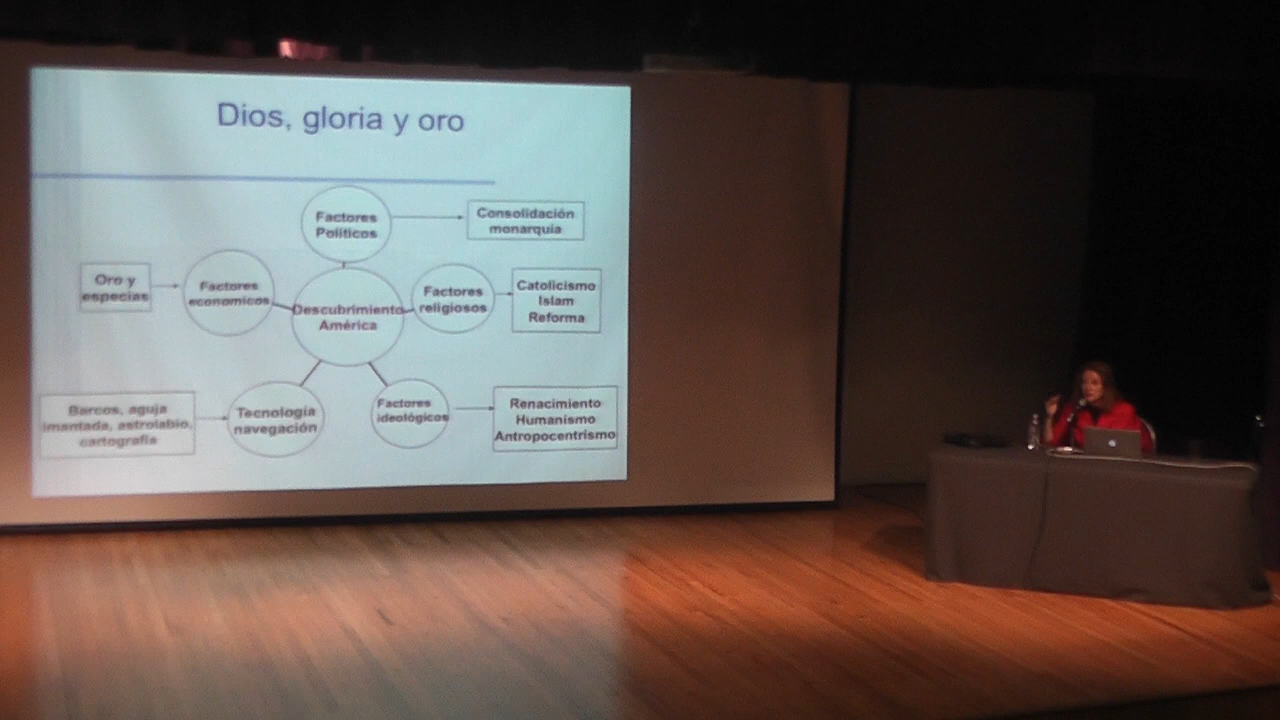 Dios, gloria y oro
Factores
Políticos
Consolidación
monarquía
Oro y
especias
Factores
economicos
Descubrimiento
América
Factores
religiosos
Catolicismo
Islam
Reforma
Barcos, aguja
imantada, astrolabio,
cartografía
Tecnología
navegación
Factores
ideológicos
Renacimiento
Humanismo
Antropocentrismo